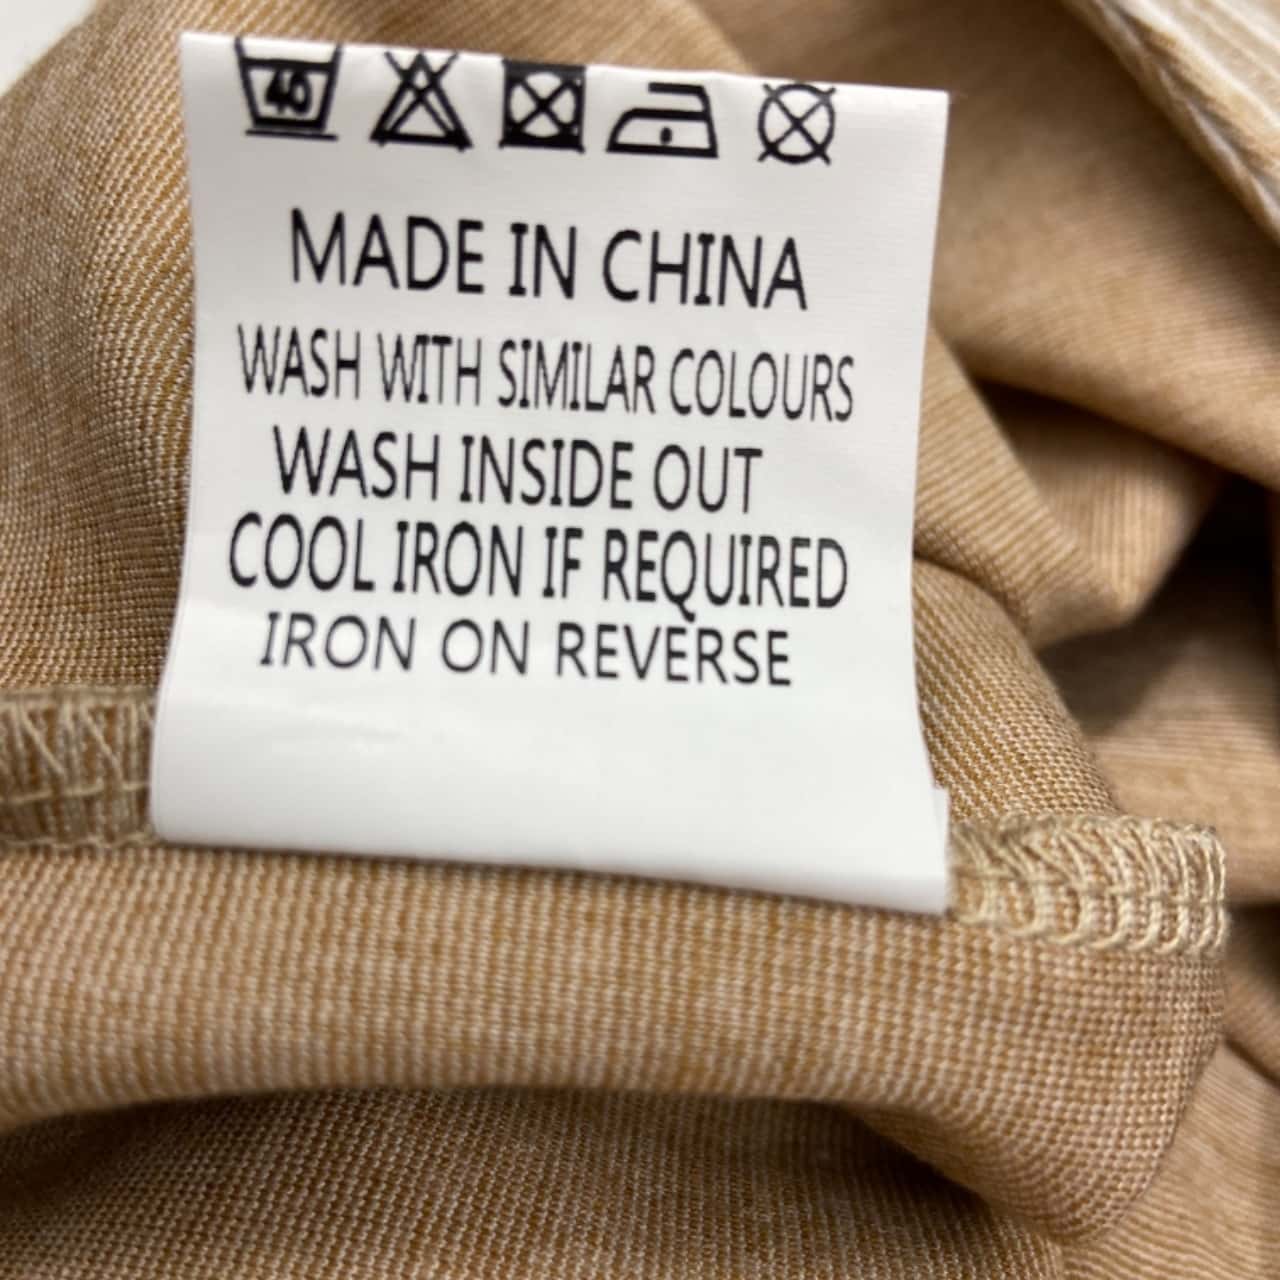 40
MADE IN CHINA
WASH WITH SIMILAR COLOURS
WASH INSIDE OUT
COOL IRON IF REQUIRED
IRON ON REVERSE